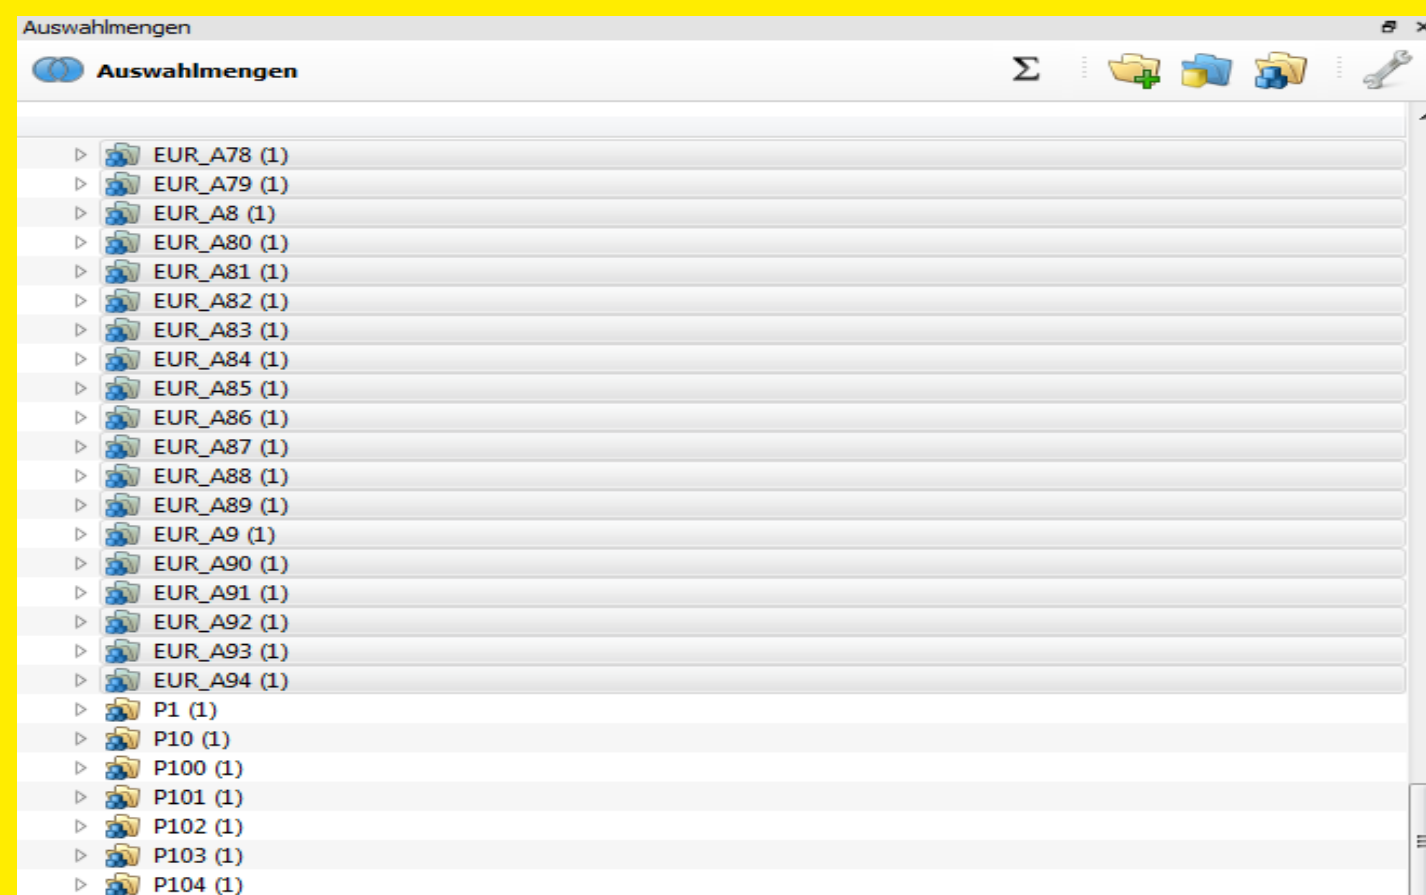 Auswahlmengen
Auswahlmengen Σ
EUR_A78 (1)
EUR_A79 (1)
EUR_A8 (1)
EUR_A80 (1)
EUR_A81 (1)
EUR_A82 (1)
EUR_A83 (1)
EUR_A84 (1)
EUR_A85 (1)
EUR_A86 (1)
EUR_A87 (1)
EUR_A88 (1)
EUR_A89 (1)
EUR_A9 (1)
EUR_A90 (1)
EUR_A91 (1)
EUR_A92 (1)
EUR_A93 (1)
EUR_A94 (1)
P1 (1)
P10 (1)
P100 (1)
P101 (1)
P102 (1)
P103 (1)
P104 (1)